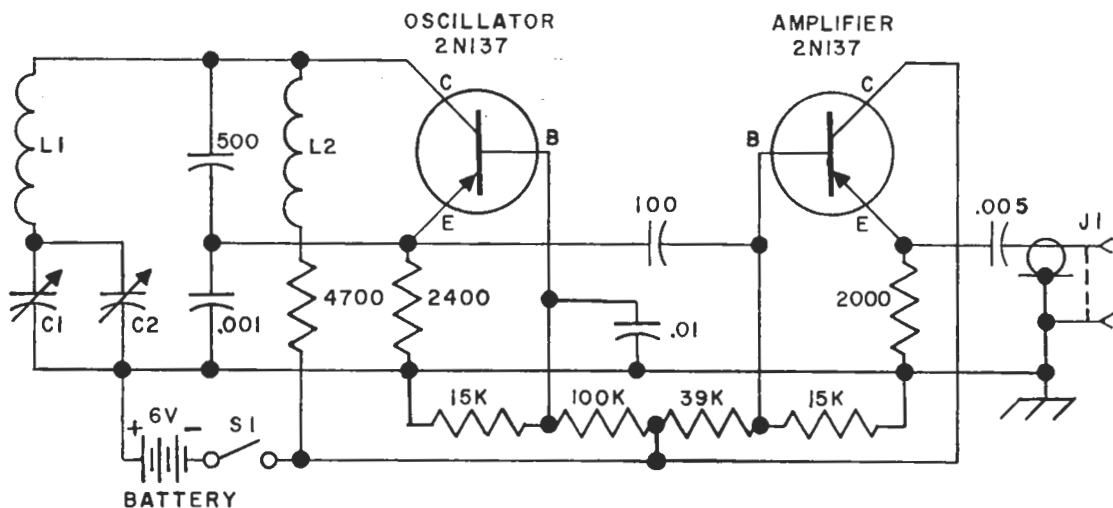 OSCILLATOR
2N137
AMPLIFIER
2N137
C
C
L1
500
L2
B
B
E
100
E
.005
J1
C1
C2
.001
4700
2400
.01
2000
15K
100K
39K
15K
+ 6V -
S1
BATTERY